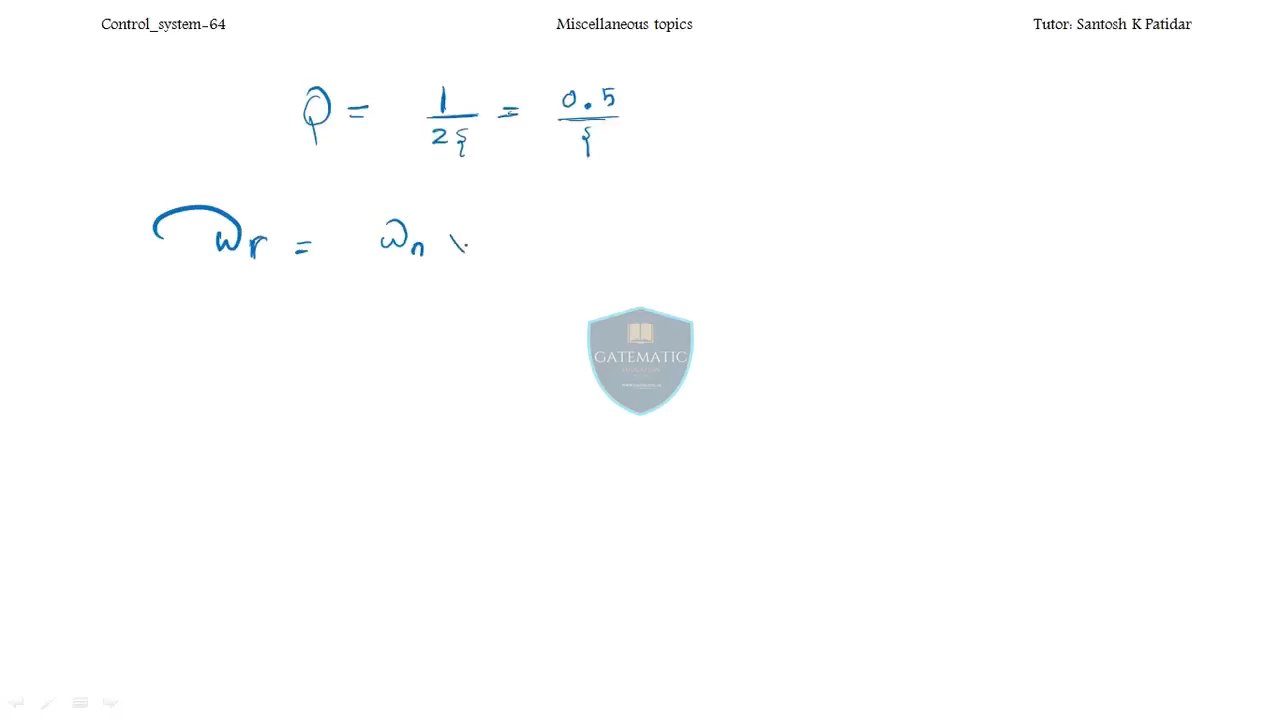 Control_system-64 Miscellaneous topics Tutor: Santosh K Patidar
Q = 1/2ξ = 0.5/ξ
ωr = ωn
GATEMATIC